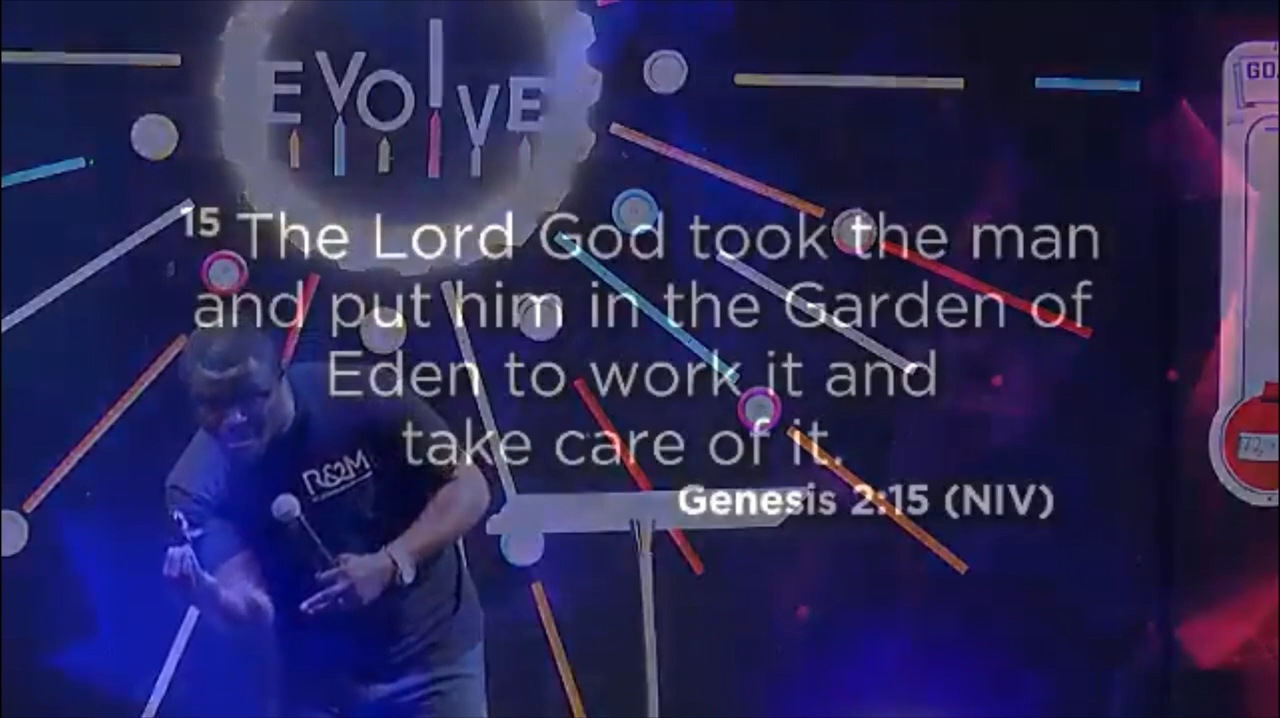 EVOLVE
15 The Lord God took the man
and put him in the Garden of
Eden to work it and
take care of it.
Genesis 2:15 (NIV)
R&M